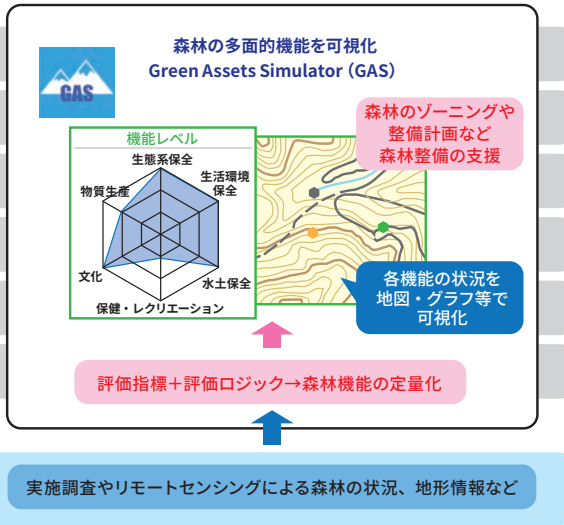 森林の多面的機能を可視化
Green Assets Simulator（GAS）
GAS
森林のゾーニングや
整備計画など
森林整備の支援
機能レベル
生態系保全
生活環境
保全
物質生産
文化
水土保全
保健・レクリエーション
各機能の状況を
地図・グラフ等で
可視化
評価指標＋評価ロジック→森林機能の定量化
実施調査やリモートセンシングによる森林の状況、地形情報など